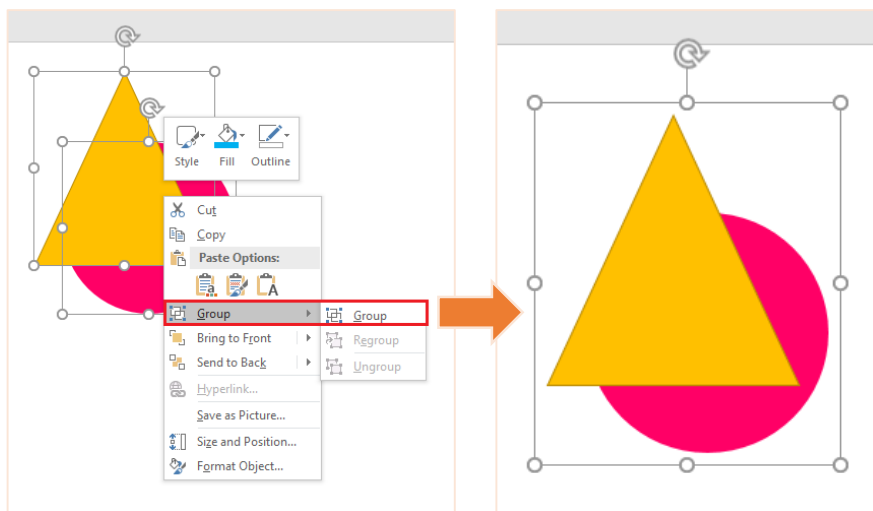 Style Fill Outline
Cut
Copy
Paste Options:
Group
Group
Bring to Front
Regroup
Send to Back
Ungroup
Hyperlink...
Save as Picture...
Size and Position...
Format Object...